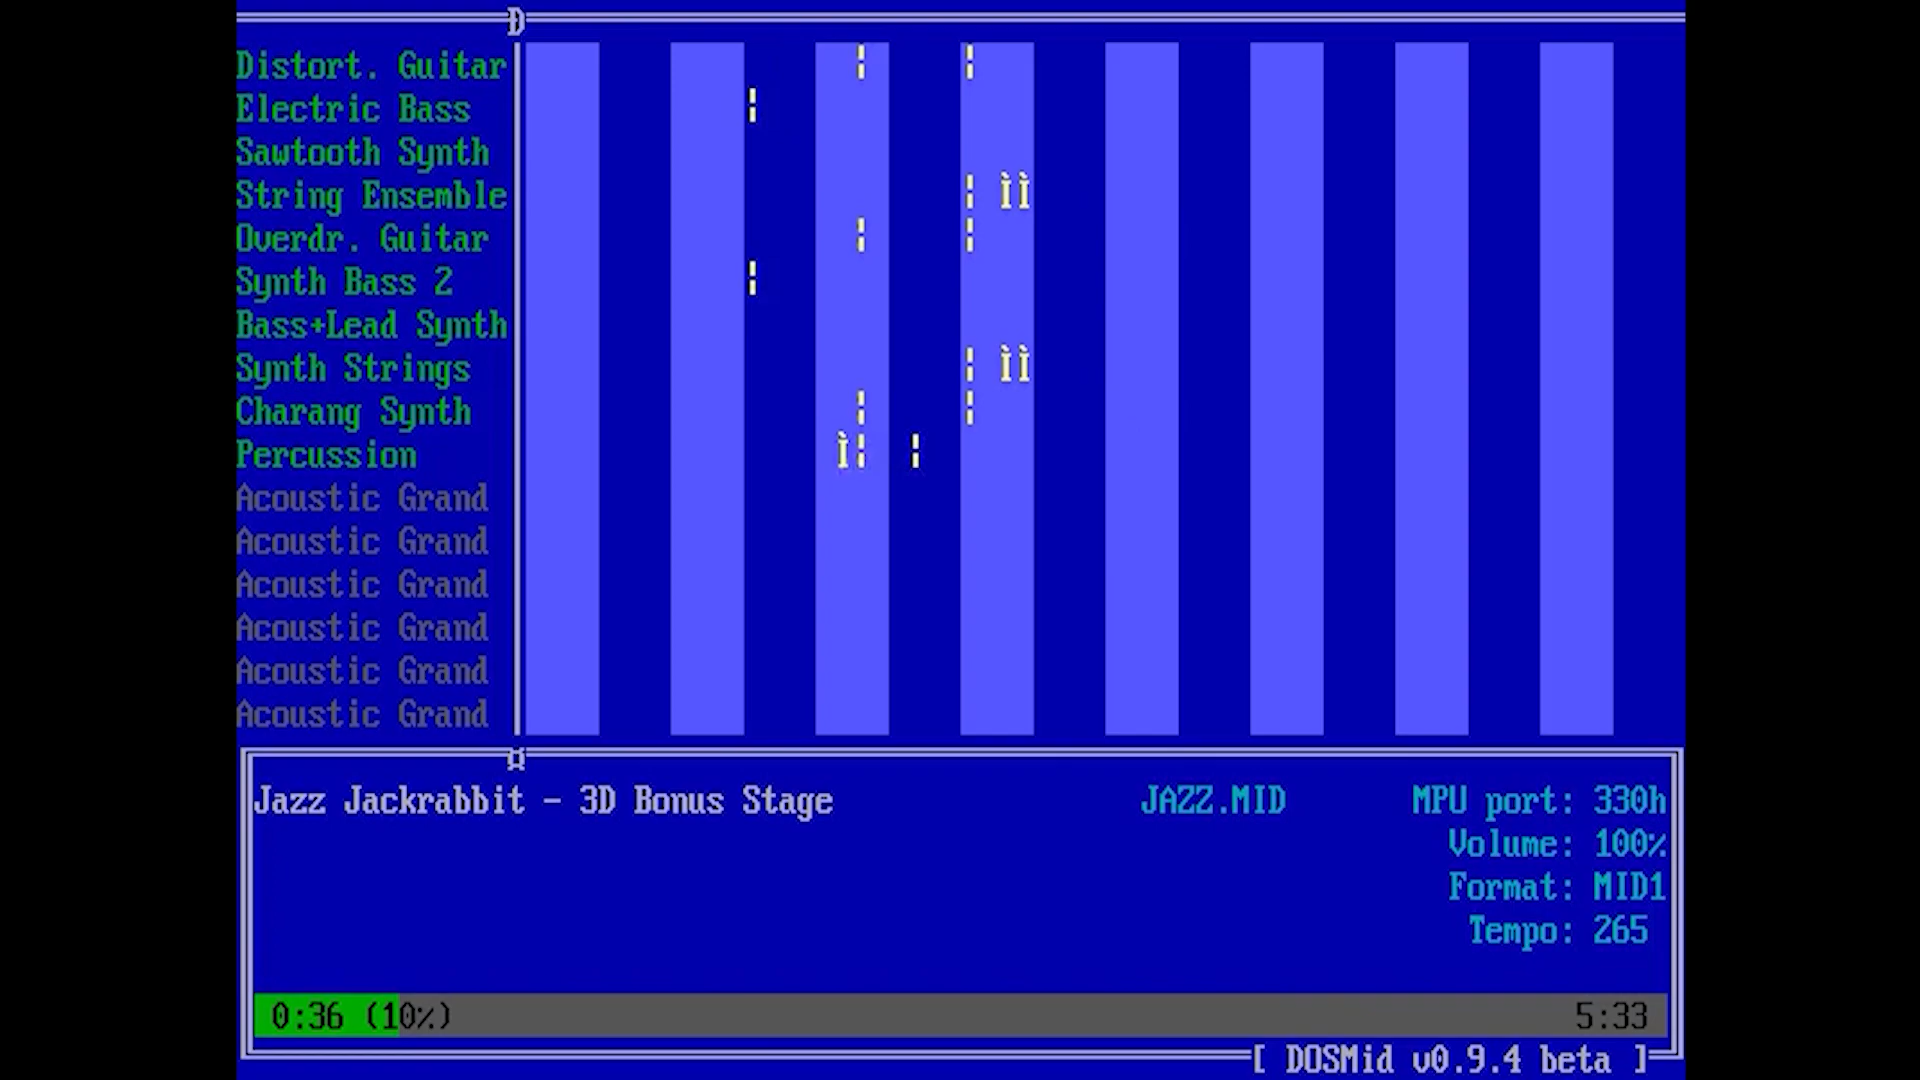 Distort. Guitar
Electric Bass
Sawtooth Synth
String Ensemble
Overdr. Guitar
Synth Bass 2
Bass+Lead Synth
Synth Strings
Charang Synth
Percussion
Acoustic Grand
Acoustic Grand
Acoustic Grand
Acoustic Grand
Acoustic Grand
Acoustic Grand
Jazz Jackrabbit - 3D Bonus Stage JAZZ.MID MPU port: 330h
Volume: 100%
Format: MID1
Tempo: 265
0:36 (10%) 5:33
[ DOSMid v0.9.4 beta ]